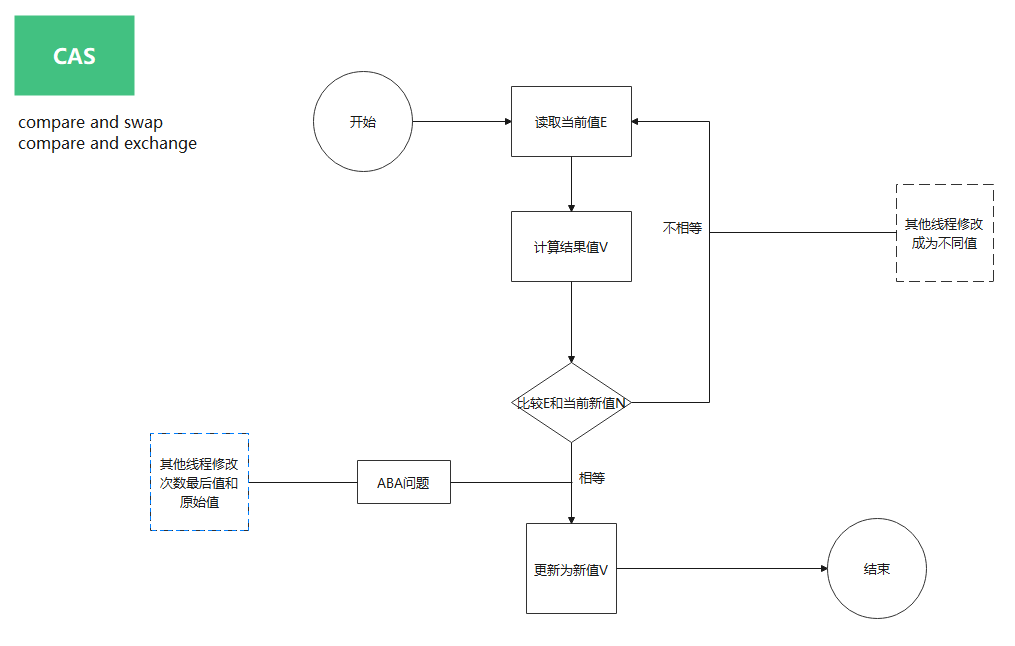 CAS
compare and swap
compare and exchange
开始
读取当前值E
计算结果值V
不相等
其他线程修改
成为不同值
比较E和当前新值N
其他线程修改
次数最后值和
原始值
ABA问题
相等
更新为新值V
结束